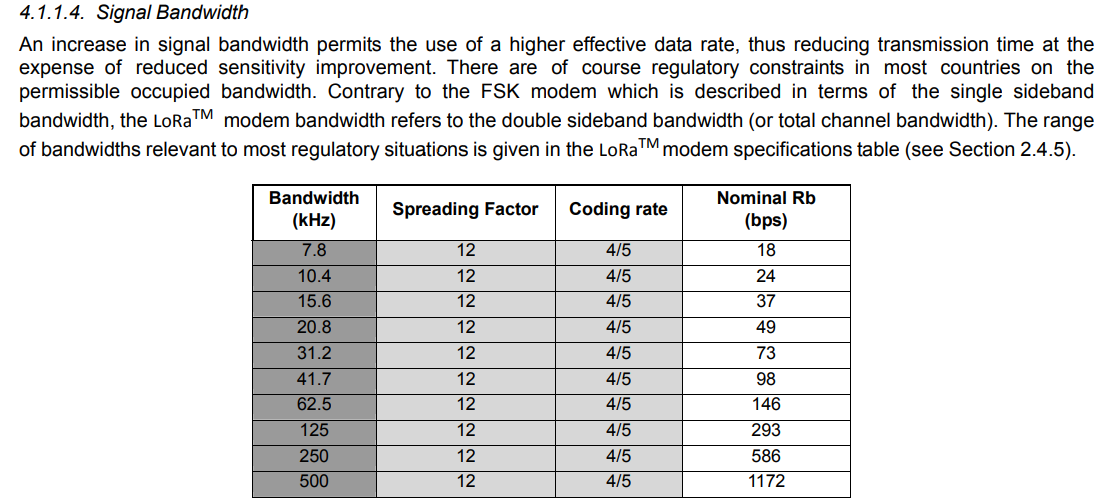 4.1.1.4. Signal Bandwidth
An increase in signal bandwidth permits the use of a higher effective data rate, thus reducing transmission time at the
expense of reduced sensitivity improvement. There are of course regulatory constraints in most countries on the
permissible occupied bandwidth. Contrary to the FSK modem which is described in terms of the single sideband
bandwidth, the LoRaTM modem bandwidth refers to the double sideband bandwidth (or total channel bandwidth). The range
of bandwidths relevant to most regulatory situations is given in the LoRaTM modem specifications table (see Section 2.4.5).
Bandwidth (kHz) Spreading Factor Coding rate Nominal Rb (bps)
7.8 12 4/5 18
10.4 12 4/5 24
15.6 12 4/5 37
20.8 12 4/5 49
31.2 12 4/5 73
41.7 12 4/5 98
62.5 12 4/5 146
125 12 4/5 293
250 12 4/5 586
500 12 4/5 1172